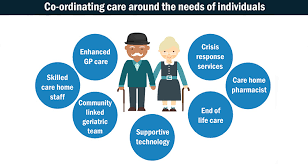 Co-ordinating care around the needs of individuals
Enhanced
GP care
Crisis
response
services
Skilled
care home
staff
Care home
pharmacist
Community
linked
geriatric team
End of
life care
Supportive
technology